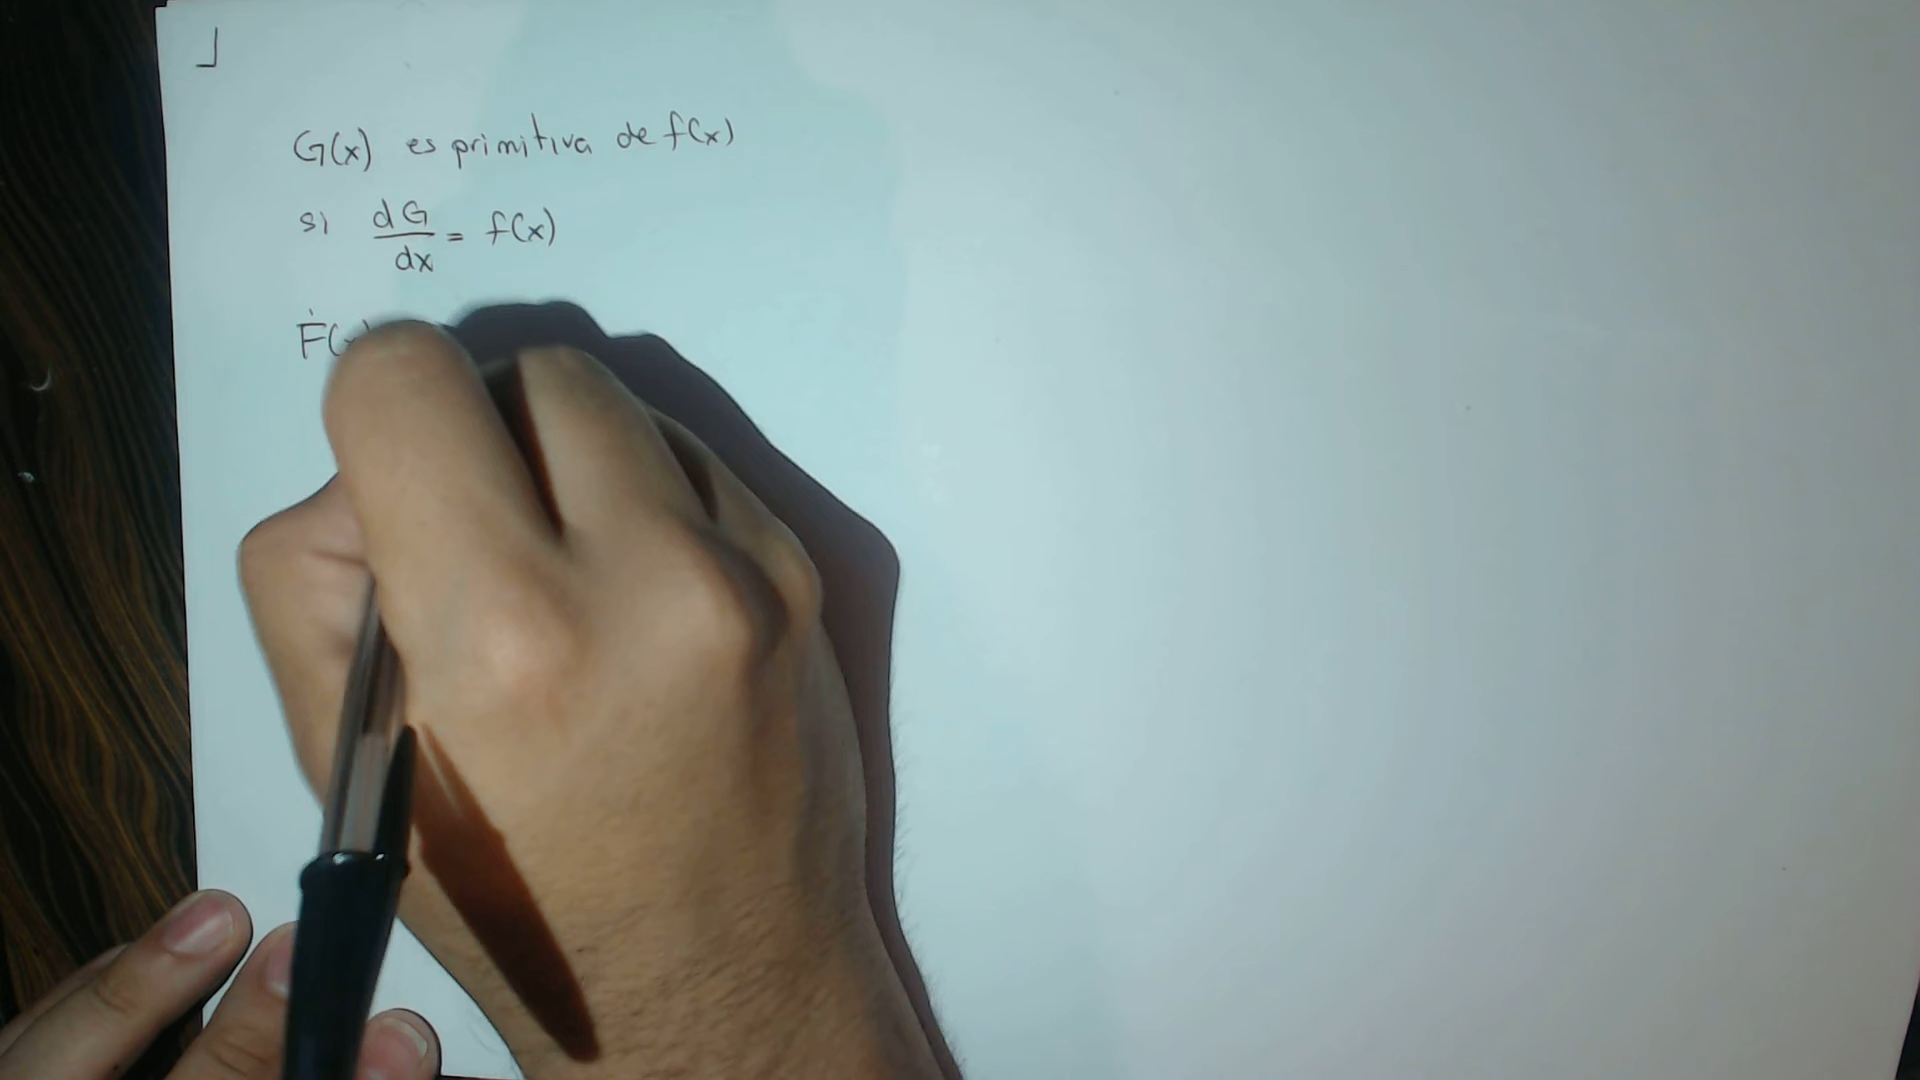 G(x) es primitiva de f(x)
si dG/dx = f(x)
F(x)